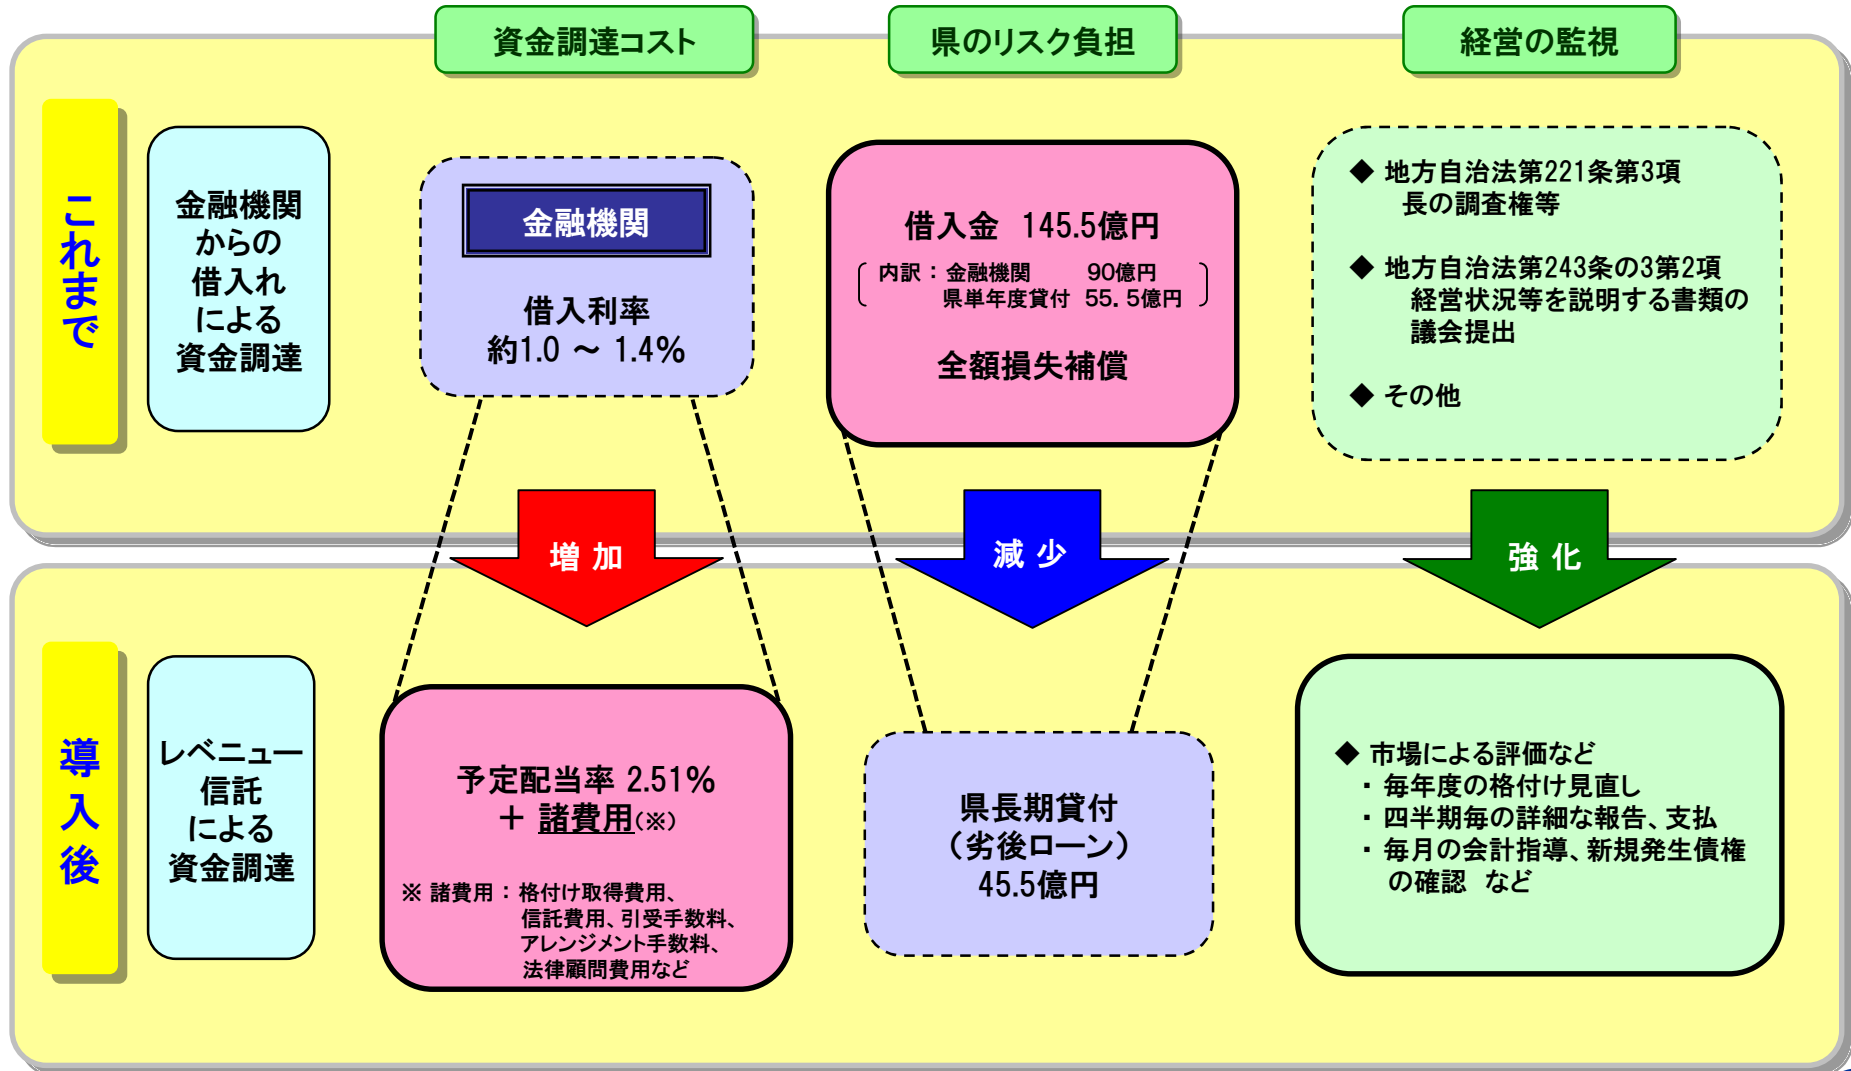 資金調達コスト
県のリスク負担
経営の監視
これまで
金融機関
からの
借入れ
による
資金調達
金融機関
借入利率
約1.0 ～ 1.4%
借入金 145.5億円
内訳：金融機関 90億円
県単年度貸付 55.5億円
全額損失補償
◆ 地方自治法第221条第3項
長の調査権等
◆ 地方自治法第243条の3第2項
経営状況等を説明する書類の
議会提出
◆ その他
増加
減少
強化
導入後
レベニュー
信託
による
資金調達
予定配当率 2.51%
＋ 諸費用(※)
※ 諸費用：格付け取得費用、
信託費用、引受手数料、
アレンジメント手数料、
法律顧問費用など
県長期貸付
（劣後ローン）
45.5億円
◆ 市場による評価など
・毎年度の格付け見直し
・四半期毎の詳細な報告、支払
・毎月の会計指導、新規発生債権
の確認 など